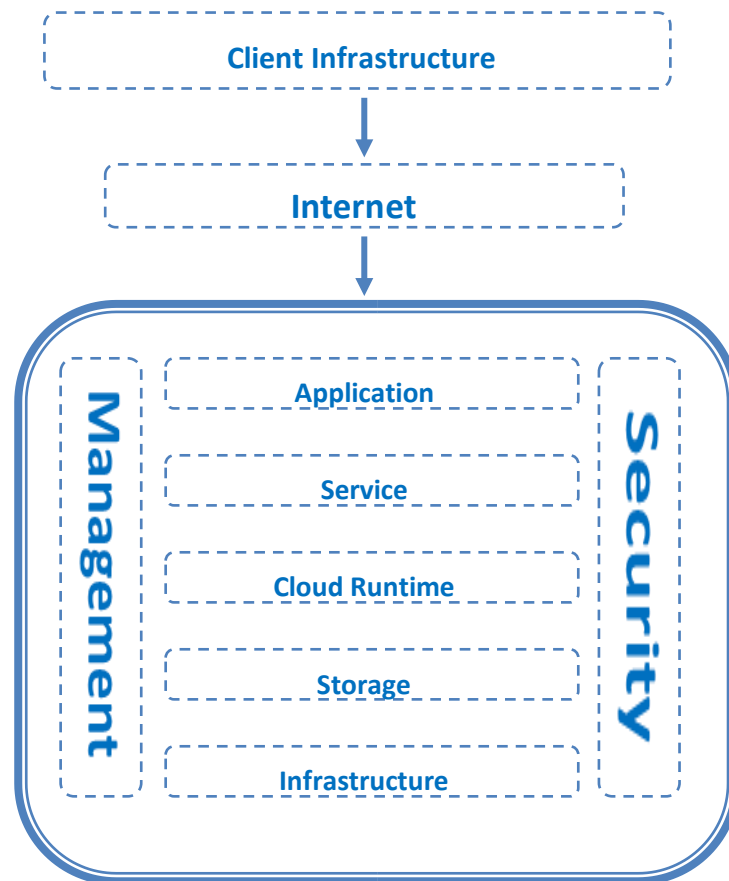 Client Infrastructure
Internet
Management
Application
Service
Cloud Runtime
Storage
Infrastructure
Security